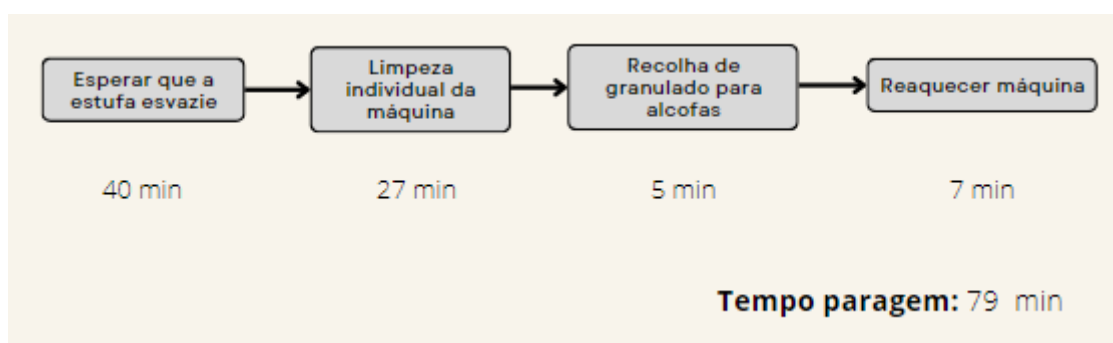 Esperar que a
estufa esvazie
Limpeza
individual da
máquina
Recolha de
granulado para
alcofas
Reaquecer máquina
40 min
27 min
5 min
7 min
Tempo paragem: 79 min